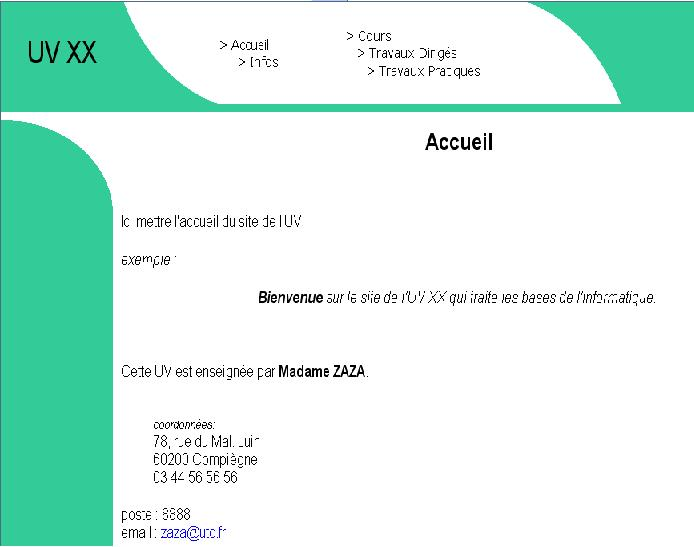 UV XX
> Accueil
> Infos
> Cours
> Travaux Dirigés
> Travaux Pratiques
Accueil
Ici mettre l'accueil du site de l'UV
exemple :
Bienvenue sur le site de l'UV XX qui traite les bases de l'informatique.
Cette UV est enseignée par Madame ZAZA.
coordonnées:
78, rue du Mal. Juin
60200 Compiègne
03 44 56 56 56
poste : 8888
email : zaza@utc.fr